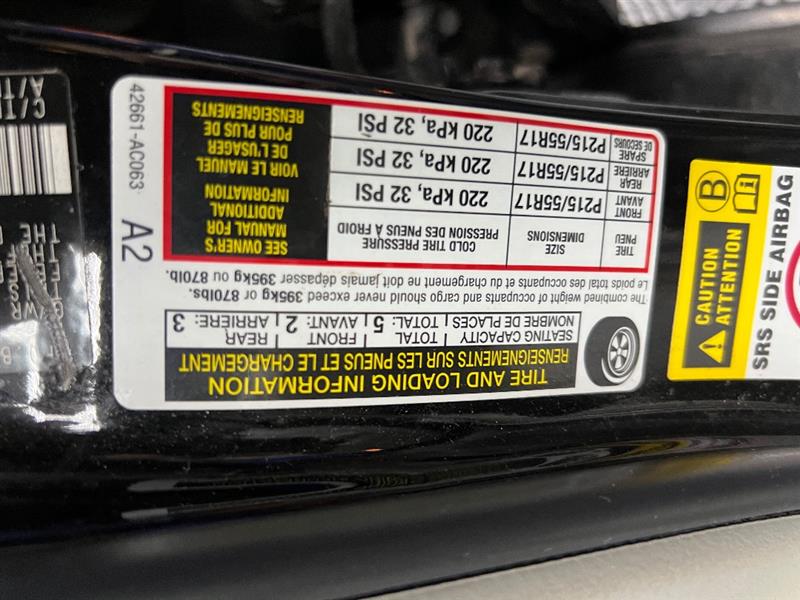 TIRE AND LOADING INFORMATION
RENSEIGNEMENTS SUR LES PNEUS ET LE CHARGEMENT
SEATING CAPACITY TOTAL FRONT REAR
NOMBRE DE PLACES TOTAL: 5 AVANT: 2 ARRIÈRE: 3
The combined weight of occupants and cargo should never exceed 395kg or 870lbs.
Le poids total des occupants et du chargement ne doit jamais dépasser 395kg ou 870lb.
TIRE SIZE COLD TIRE PRESSURE
PNEU DIMENSIONS PRESSION DES PNEUS À FROID
FRONT
AVANT P215/55R17 220 kPa, 32 PSI
REAR
ARRIÈRE P215/55R17 220 kPa, 32 PSI
SPARE
DE SECOURS P215/55R17 220 kPa, 32 PSI
SEE OWNER'S
MANUAL FOR
ADDITIONAL
INFORMATION
VOIR LE MANUEL
DE L'USAGER
POUR PLUS DE
RENSEIGNEMENTS
42661-AC063
A2
B
CAUTION
ATTENTION
SRS SIDE AIRBAG
THE